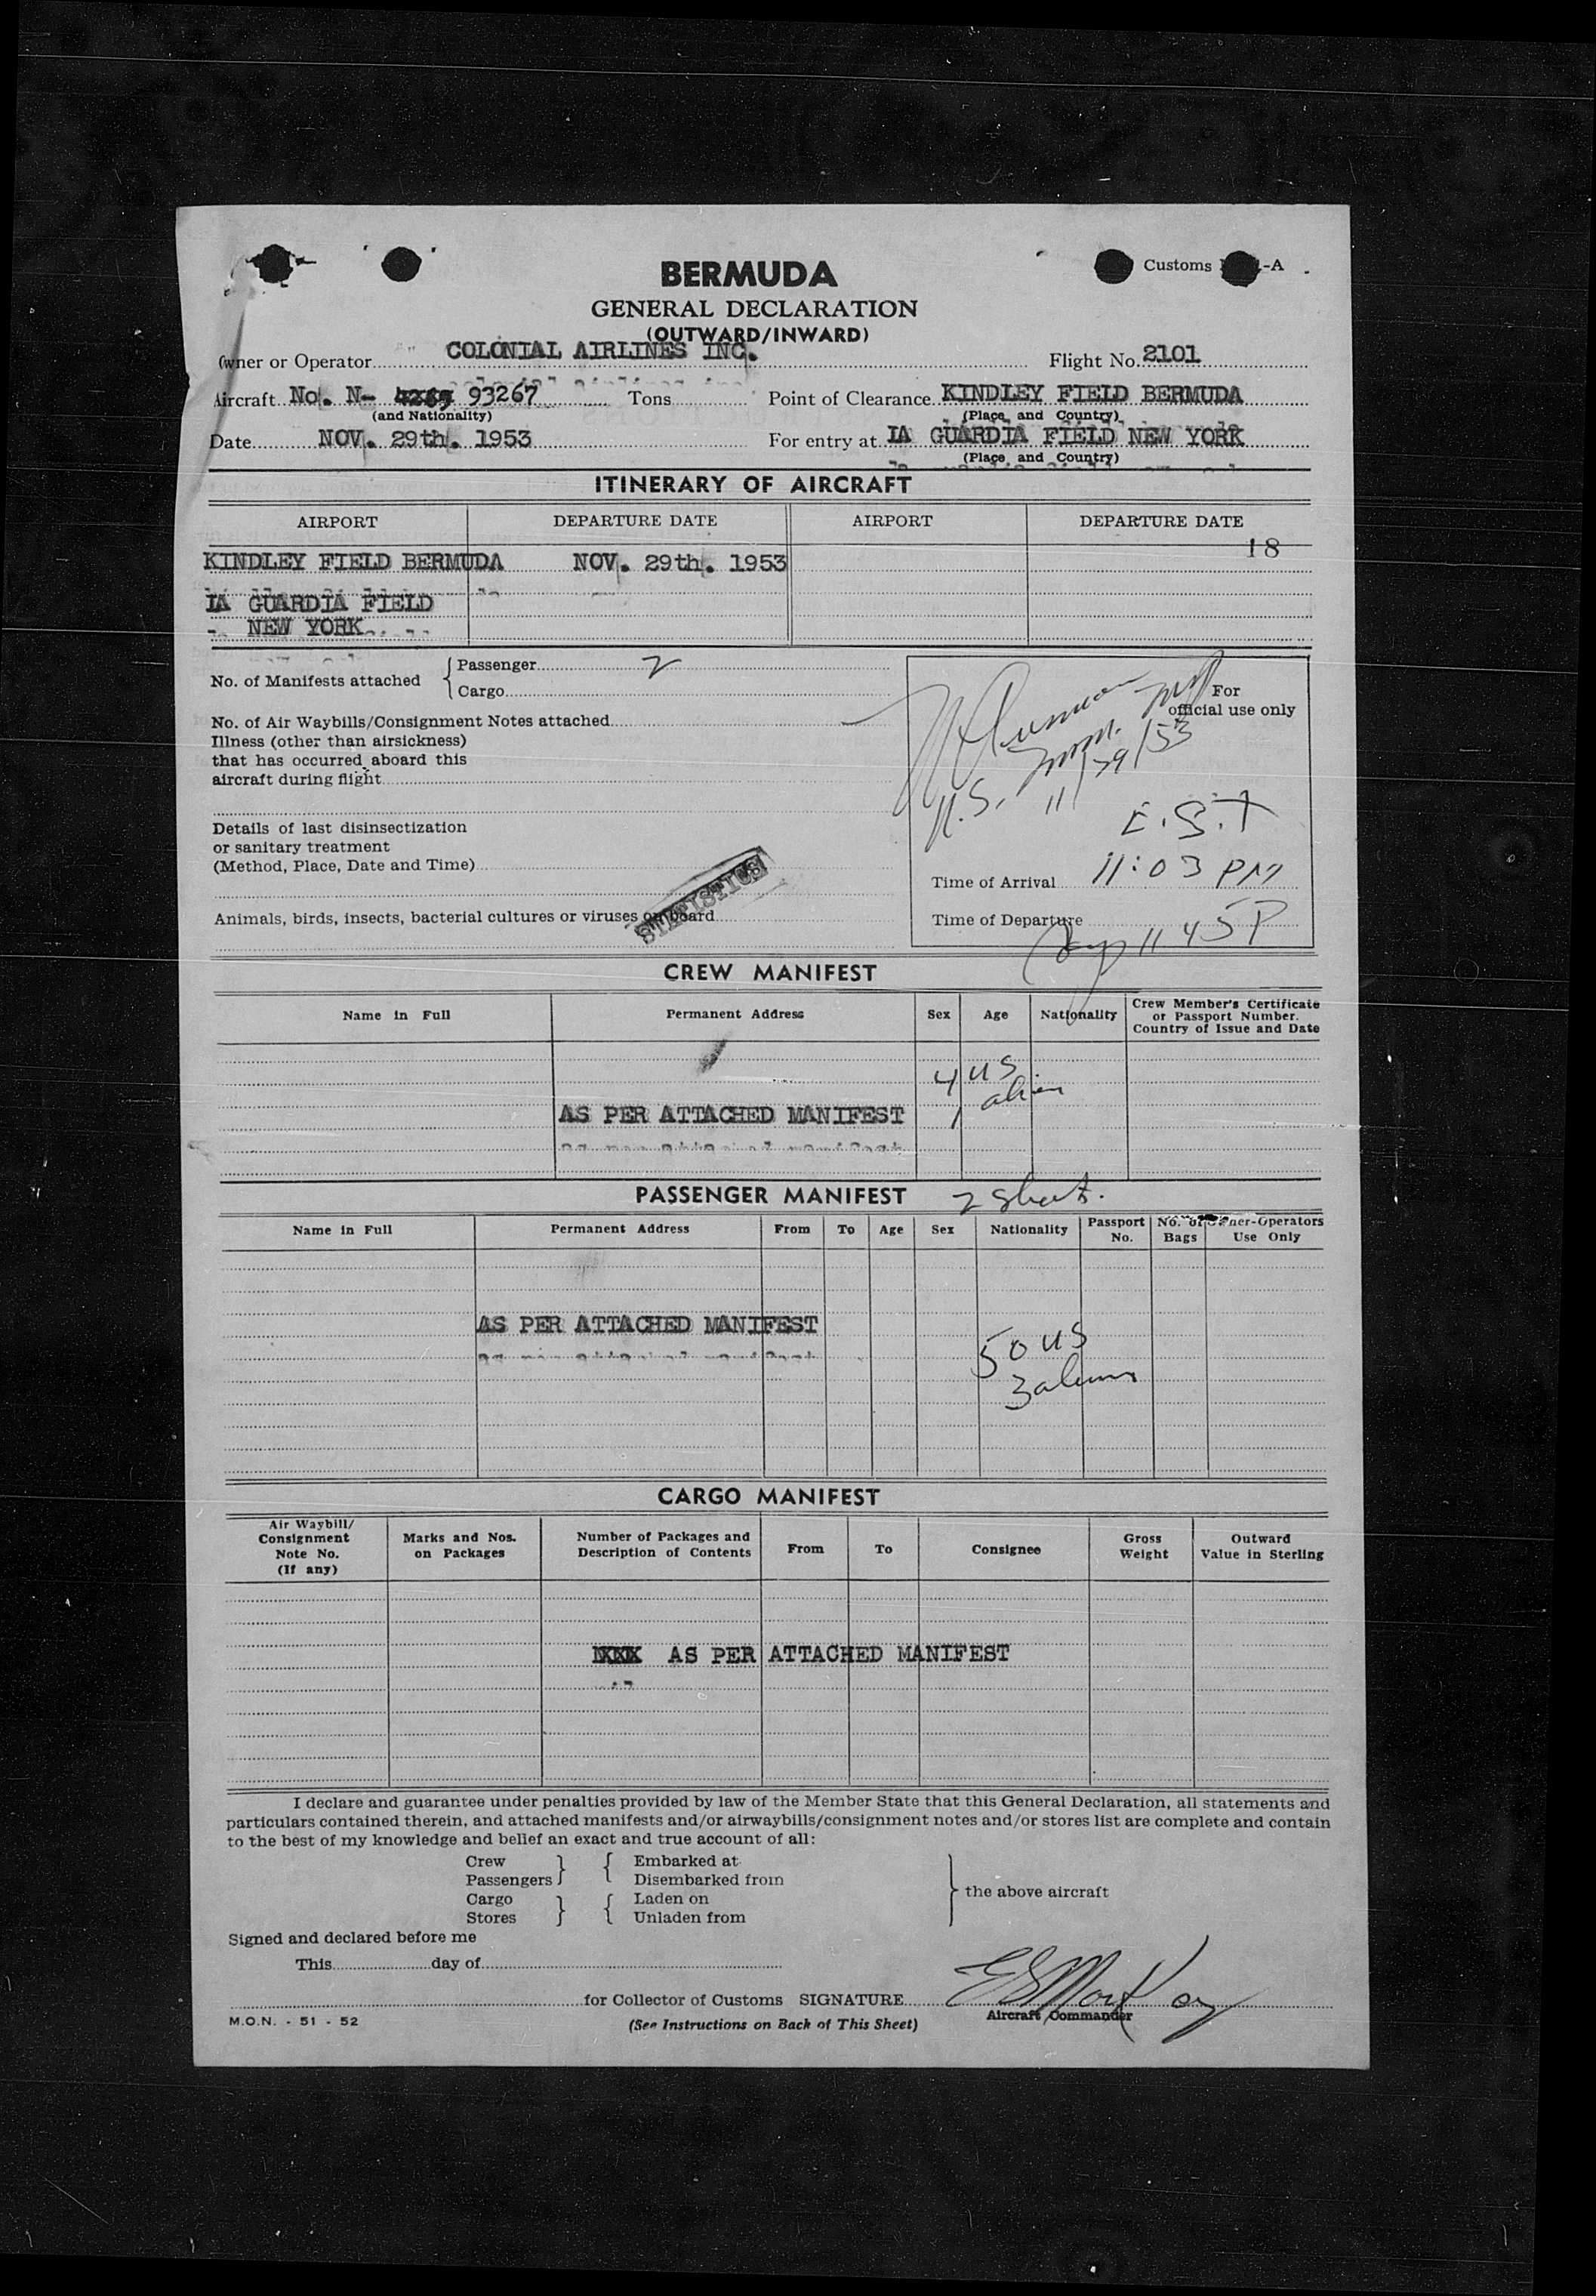 BERMUDA
Customs -A
GENERAL DECLARATION
(OUTWARD/INWARD)
Owner or Operator COLONIAL AIRLINES INC. Flight No. 2101
Aircraft No. N- 93267 Tons Point of Clearance KINDLEY FIELD BERMUDA
(and Nationality) (Place and Country)
Date NOV. 29th. 1953 For entry at LA GUARDIA FIELD NEW YORK
(Place and Country)
ITINERARY OF AIRCRAFT
AIRPORT DEPARTURE DATE AIRPORT DEPARTURE DATE
18
KINDLEY FIELD BERMUDA NOV. 29th. 1953
LA GUARDIA FIELD
NEW YORK
No. of Manifests attached { Passenger 2
Cargo
For
official use only
No. of Air Waybills/Consignment Notes attached
Illness (other than airsickness)
that has occurred aboard this
aircraft during flight
U.S. Imm.
11/29/53
Details of last disinsectization
or sanitary treatment
(Method, Place, Date and Time)
E.S.T
Time of Arrival 11:03 PM
STATISTICS
Animals, birds, insects, bacterial cultures or viruses on board
Time of Departure 11 45P
CREW MANIFEST
Name in Full Permanent Address Sex Age Nationality Crew Member's Certificate
or Passport Number.
Country of Issue and Date
4 US
1 alien
AS PER ATTACHED MANIFEST
PASSENGER MANIFEST 2 sheets.
Name in Full Permanent Address From To Age Sex Nationality Passport No. No. of Bags Owner-Operators Use Only
AS PER ATTACHED MANIFEST
50 US
3 aliens
CARGO MANIFEST
Air Waybill/
Consignment
Note No.
(If any)
Marks and Nos.
on Packages
Number of Packages and
Description of Contents
From To Consignee
Gross
Weight
Outward
Value in Sterling
XXXX AS PER ATTACHED MANIFEST
I declare and guarantee under penalties provided by law of the Member State that this General Declaration, all statements and
particulars contained therein, and attached manifests and/or airwaybills/consignment notes and/or stores list are complete and contain
to the best of my knowledge and belief an exact and true account of all:
Crew } { Embarked at
Passengers } { Disembarked from
} the above aircraft
Cargo } { Laden on
Stores } { Unladen from
Signed and declared before me
This day of
for Collector of Customs SIGNATURE
Aircraft Commander
M.O.N. - 51 - 52 (See Instructions on Back of This Sheet)